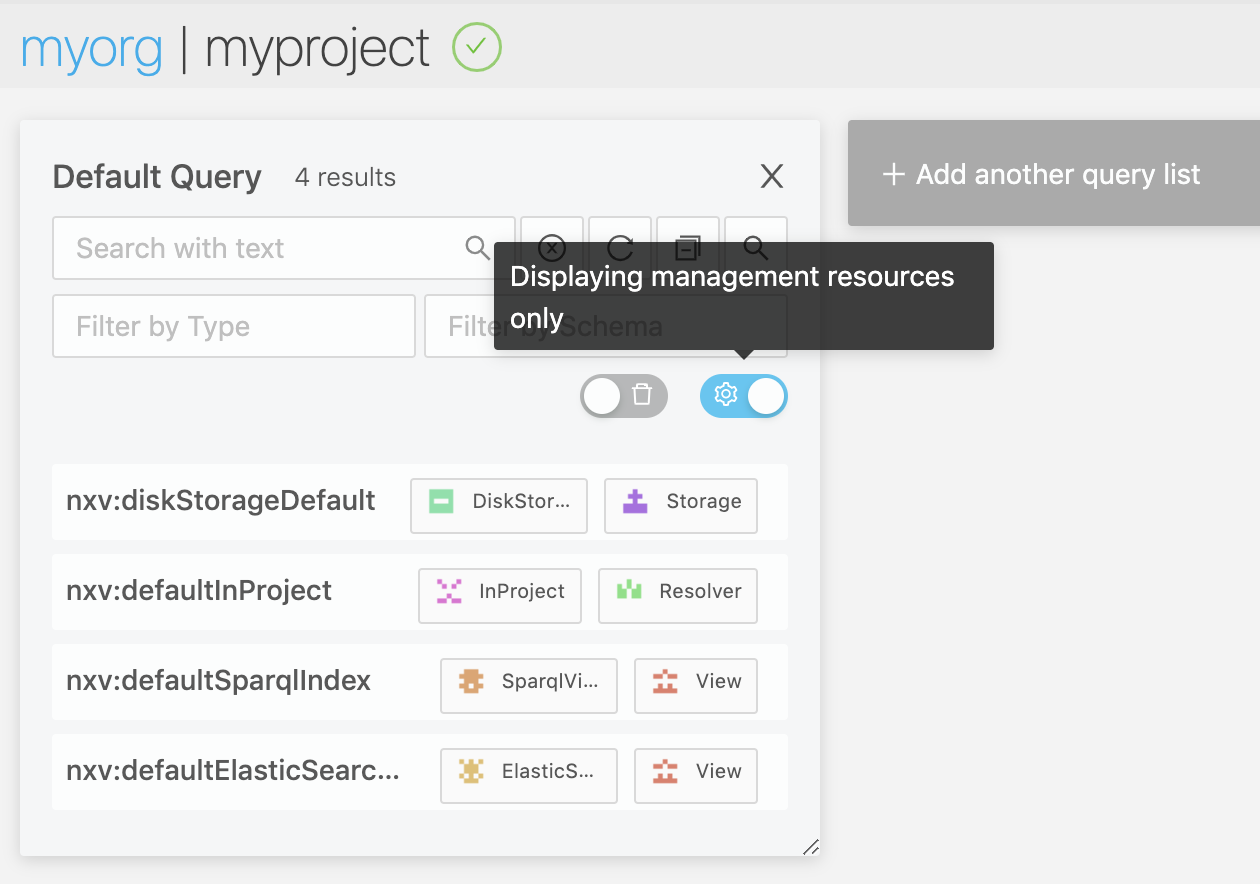 myorg | myproject
Default Query 4 results X
+ Add another query list
Search with text
Displaying management resources
only
Filter by Type
Filter by Schema
nxv:diskStorageDefault DiskStor... Storage
nxv:defaultInProject InProject Resolver
nxv:defaultSparqlIndex SparqlVi... View
nxv:defaultElasticSearc... ElasticS... View